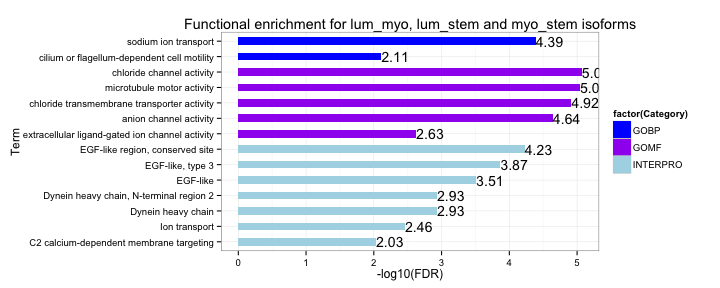 Functional enrichment for lum_myo, lum_stem and myo_stem isoforms
sodium ion transport 4.39
cilium or flagellum-dependent cell motility 2.11
chloride channel activity 5.0
microtubule motor activity 5.0
chloride transmembrane transporter activity 4.92
anion channel activity 4.64
extracellular ligand-gated ion channel activity 2.63
EGF-like region, conserved site 4.23
EGF-like, type 3 3.87
EGF-like 3.51
Dynein heavy chain, N-terminal region 2 2.93
Dynein heavy chain 2.93
Ion transport 2.46
C2 calcium-dependent membrane targeting 2.03
Term
0 1 2 3 4 5
-log10(FDR)
factor(Category)
GOBP
GOMF
INTERPRO